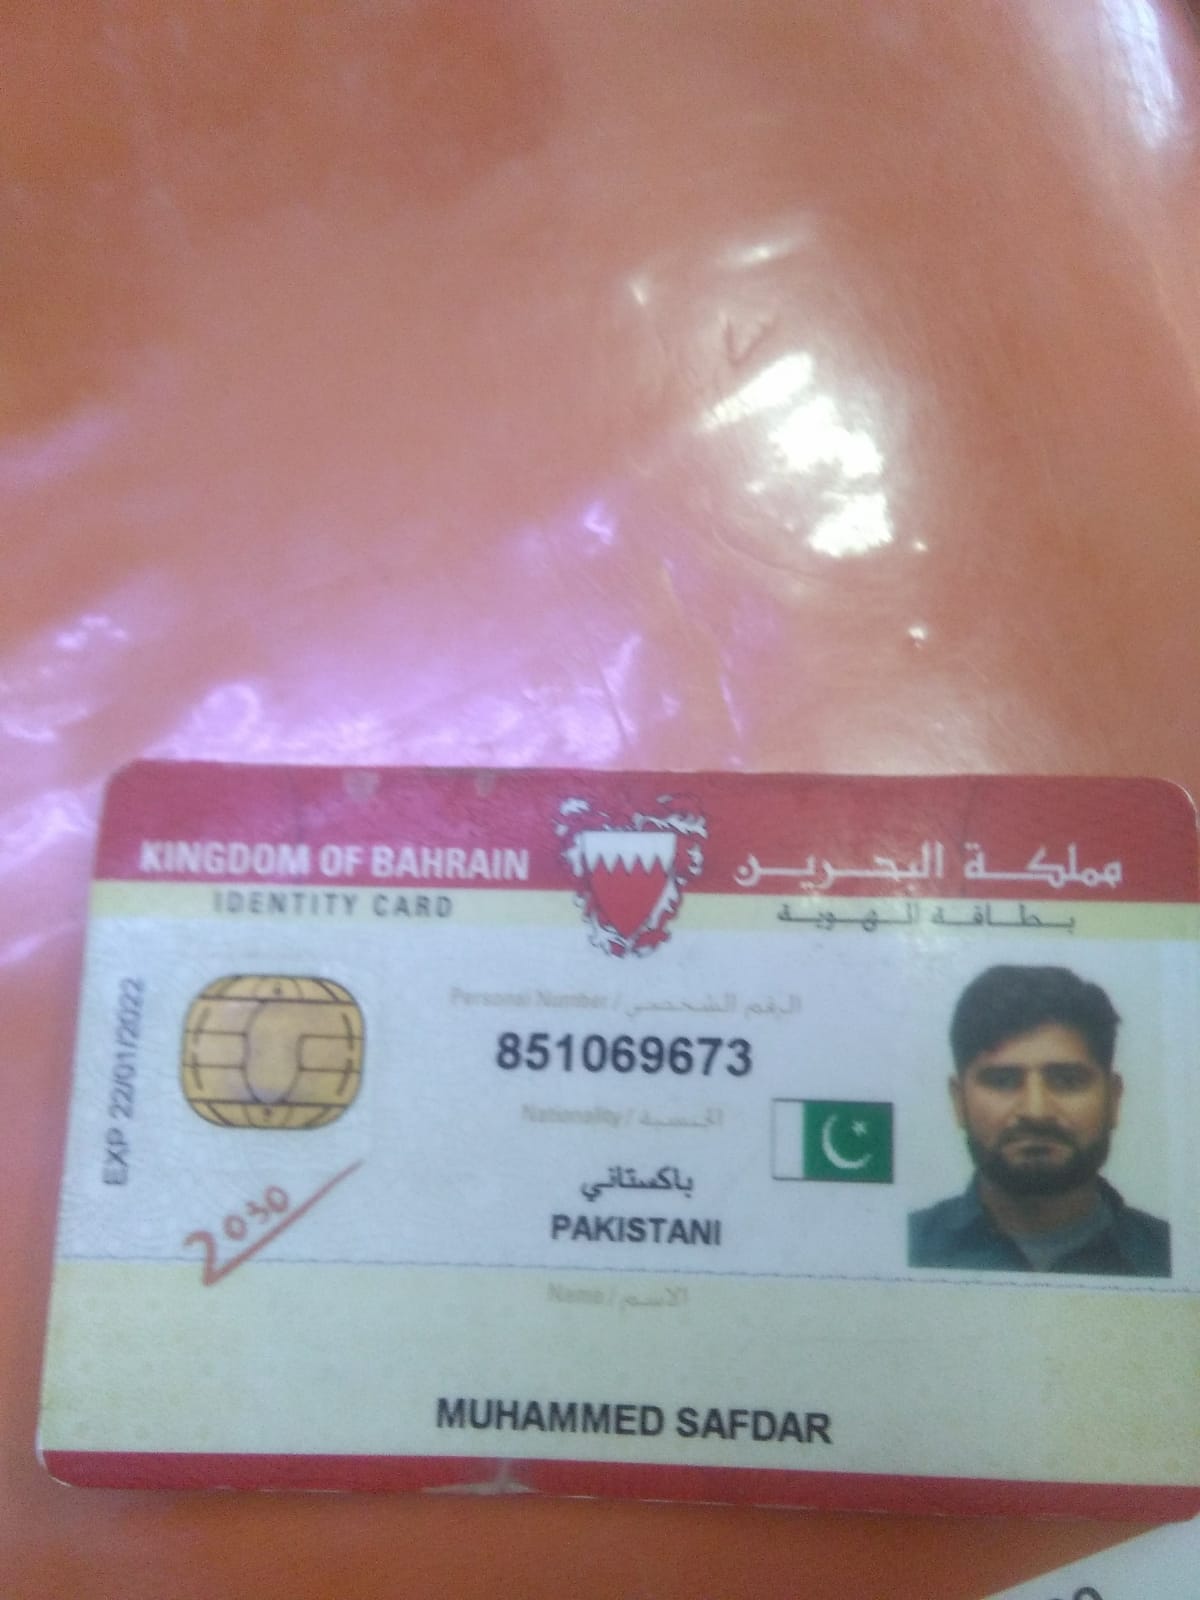 KINGDOM OF BAHRAIN
مملكة البحرين
IDENTITY CARD
بطاقة الهوية
Personal Number / الرقم الشخصي
851069673
EXP 22/01/2022
Nationality / الجنسية
باكستاني
PAKISTANI
2030
Name / الاسم
MUHAMMED SAFDAR